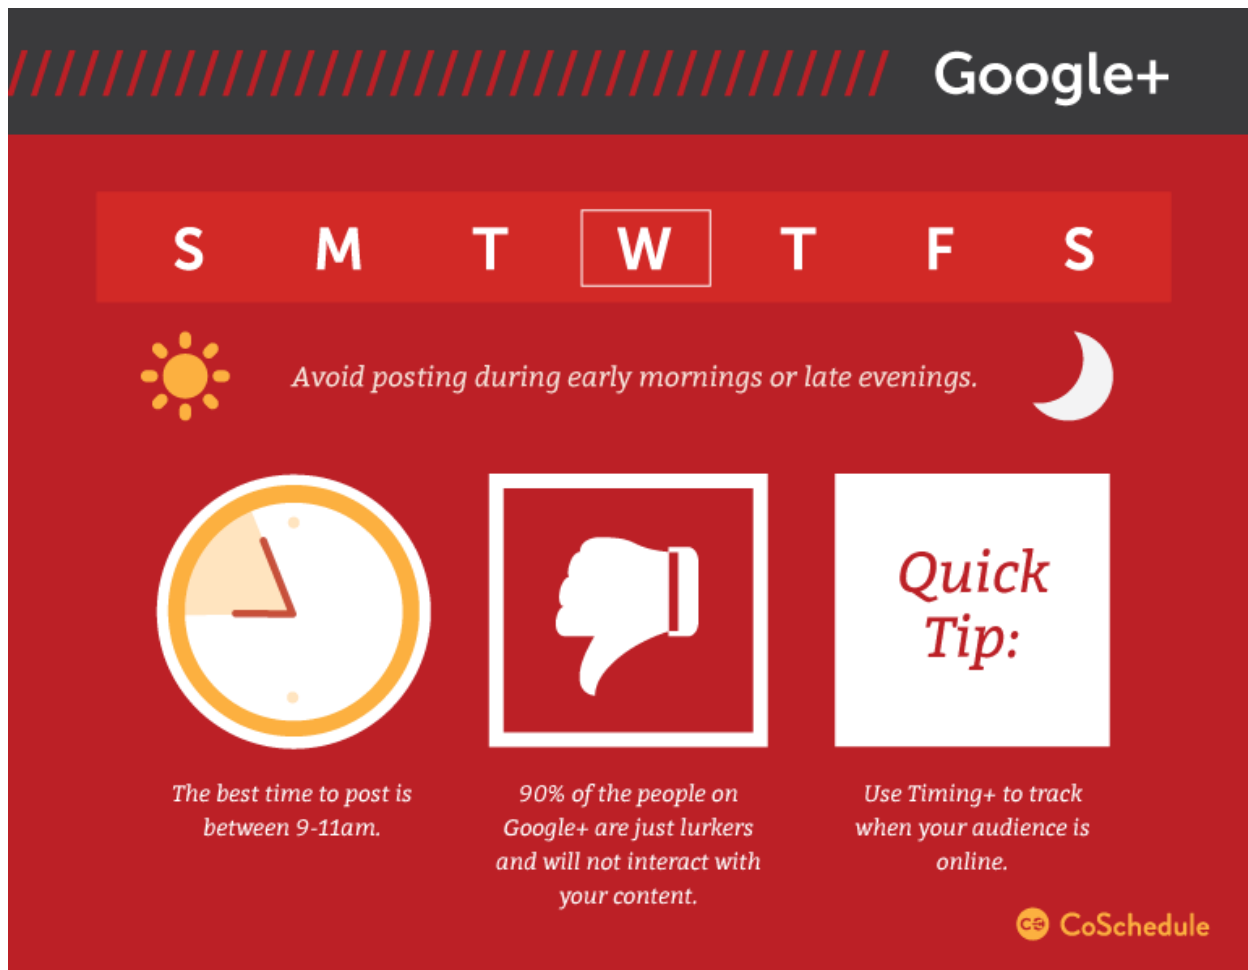 Google+
S M T W T F S
Avoid posting during early mornings or late evenings.
Quick
Tip:
The best time to post is
between 9-11am.
90% of the people on
Google+ are just lurkers
and will not interact with
your content.
Use Timing+ to track
when your audience is
online.
CoSchedule